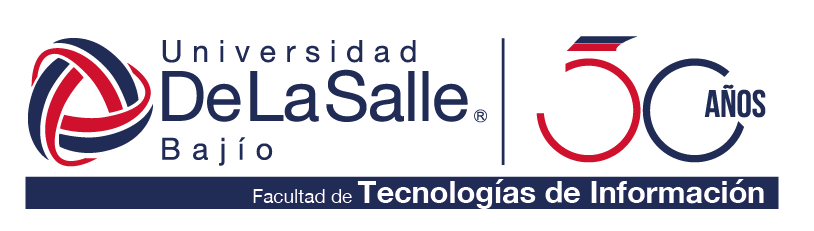 Universidad
DeLaSalle®
Bajío
50 AÑOS
Facultad de Tecnologías de Información